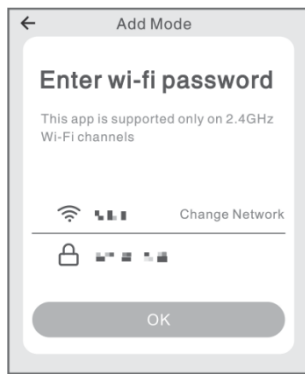 Add Mode
Enter wi-fi password
This app is supported only on 2.4GHz
Wi-Fi channels
Change Network
OK